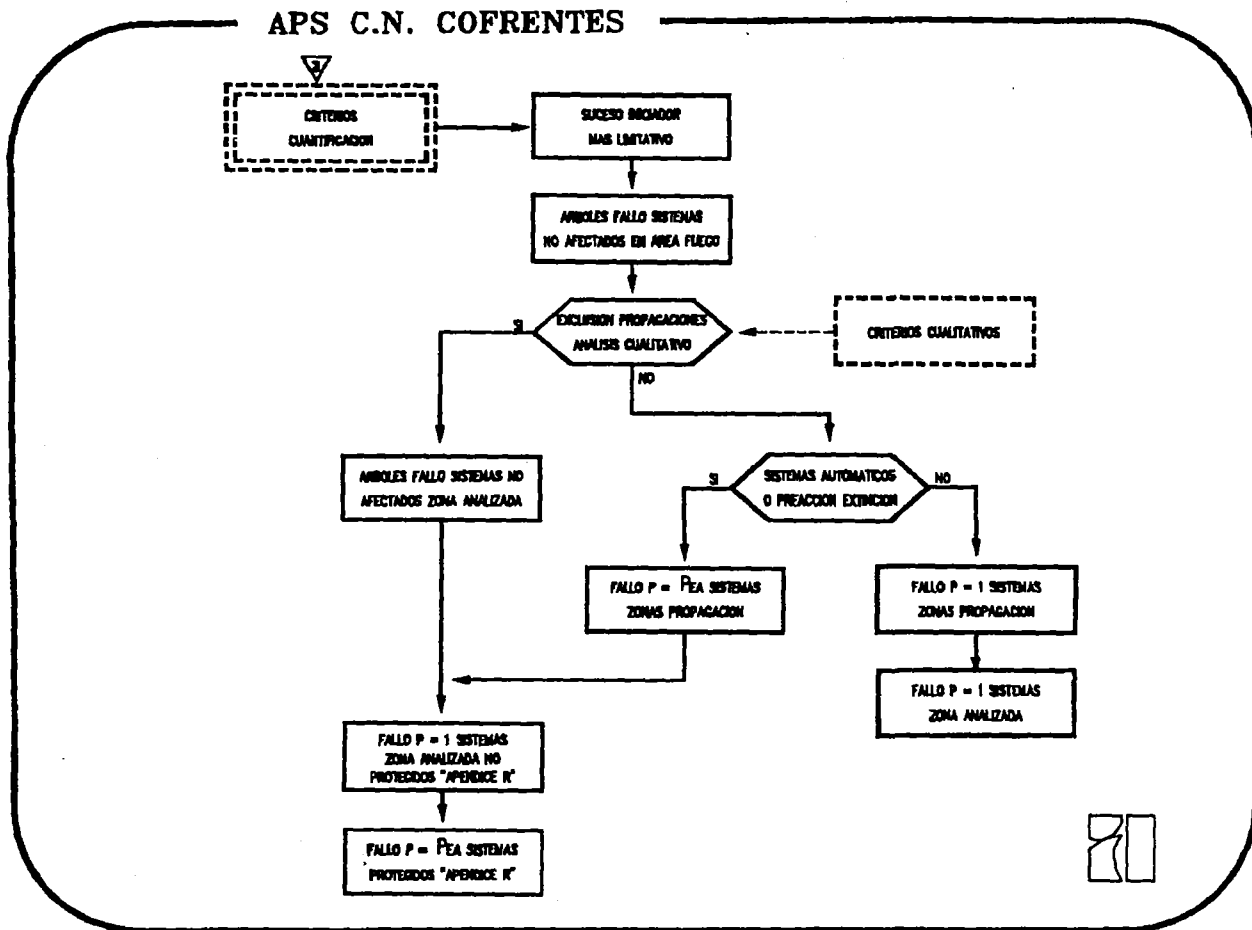 APS C.N. COFRENTES
CRITERIOS
CUANTIFICACION
SUCESO INICIADOR
MAS LIMITATIVO
ARBOLES FALLO SISTEMAS
NO AFECTADOS EN AREA FUEGO
EXCLUSION PROPAGACIONES
ANALISIS CUALITATIVO
CRITERIOS CUALITATIVOS
SI
NO
ARBOLES FALLO SISTEMAS NO
AFECTADOS ZONA ANALIZADA
SISTEMAS AUTOMATICOS
O PREACCION EXTINCION
SI
NO
FALLO P = PEA SISTEMAS
ZONAS PROPAGACION
FALLO P = 1 SISTEMAS
ZONAS PROPAGACION
FALLO P = 1 SISTEMAS
ZONA ANALIZADA
FALLO P = 1 SISTEMAS
ZONA ANALIZADA NO
PROTEGIDOS "APENDICE R"
FALLO P = PEA SISTEMAS
PROTEGIDOS "APENDICE R"